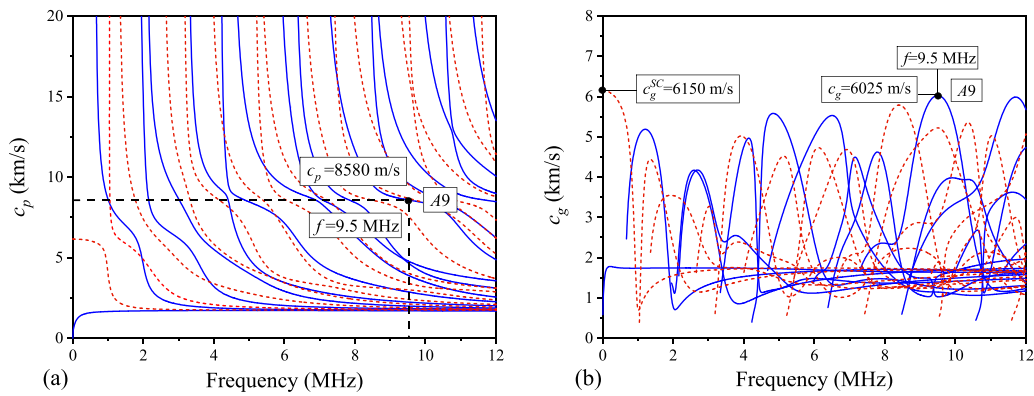 20
15
10
5
0
c_p (km/s)
c_p =8580 m/s
A9
f=9.5 MHz
0 2 4 6 8 10 12
Frequency (MHz)
(a)
8
7
6
5
4
3
2
1
0
c_g (km/s)
f=9.5 MHz
c_g^SC=6150 m/s
c_g=6025 m/s
A9
0 2 4 6 8 10 12
Frequency (MHz)
(b)